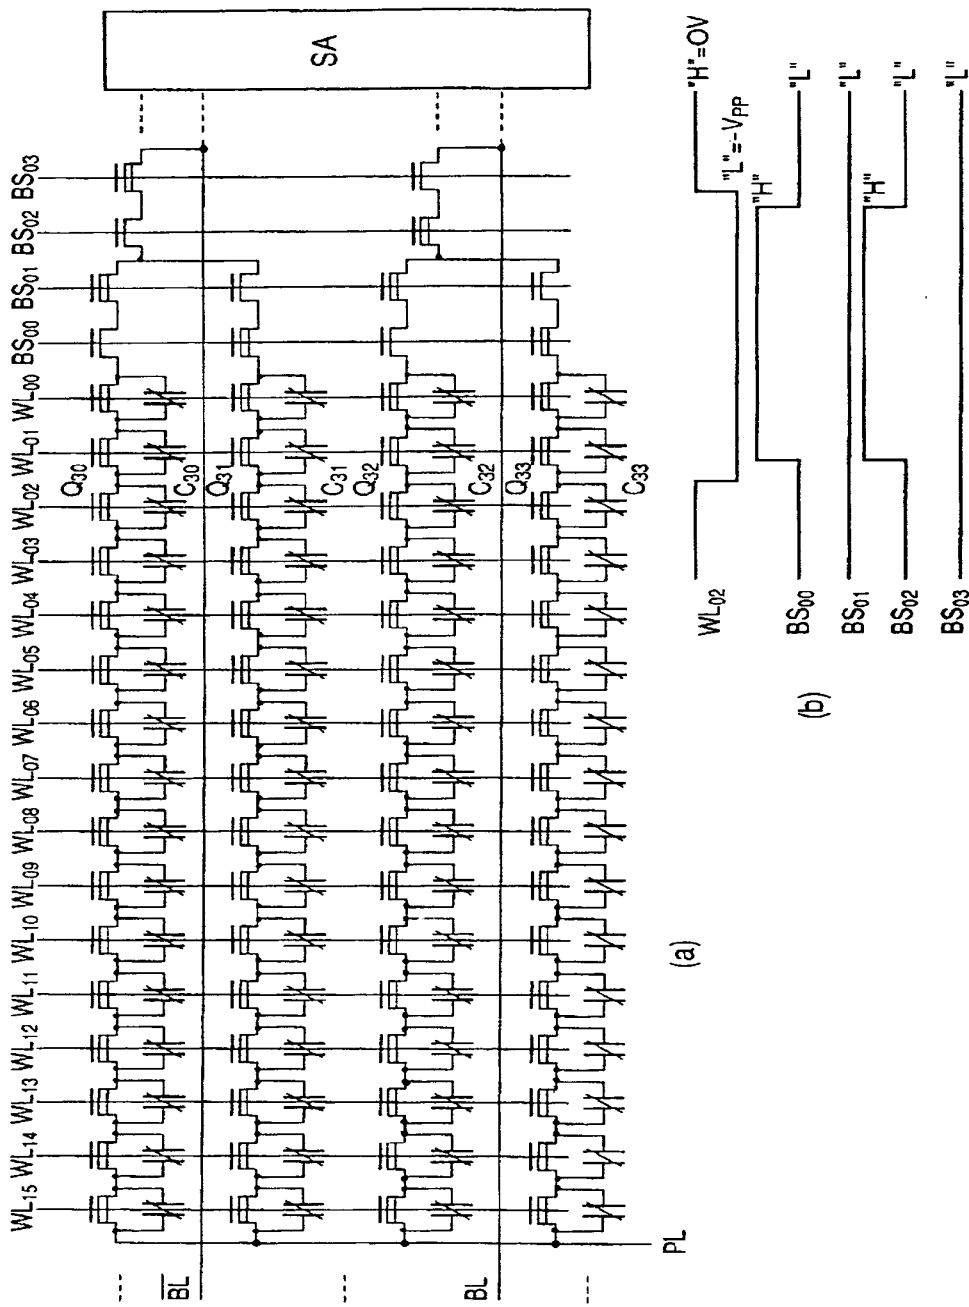 WL15 WL14 WL13 WL12 WL11 WL10 WL09 WL08 WL07 WL06 WL05 WL04 WL03 WL02 WL01 WL00 BS00 BS01 BS02 BS03
SA
Q30
C30
BL
Q31
C31
Q32
C32
BL
Q33
C33
PL
(a)
WL02
"H"=0V
"L"=-VPP
BS00
"H"
"L"
BS01
"L"
BS02
"H"
"L"
BS03
"L"
(b)